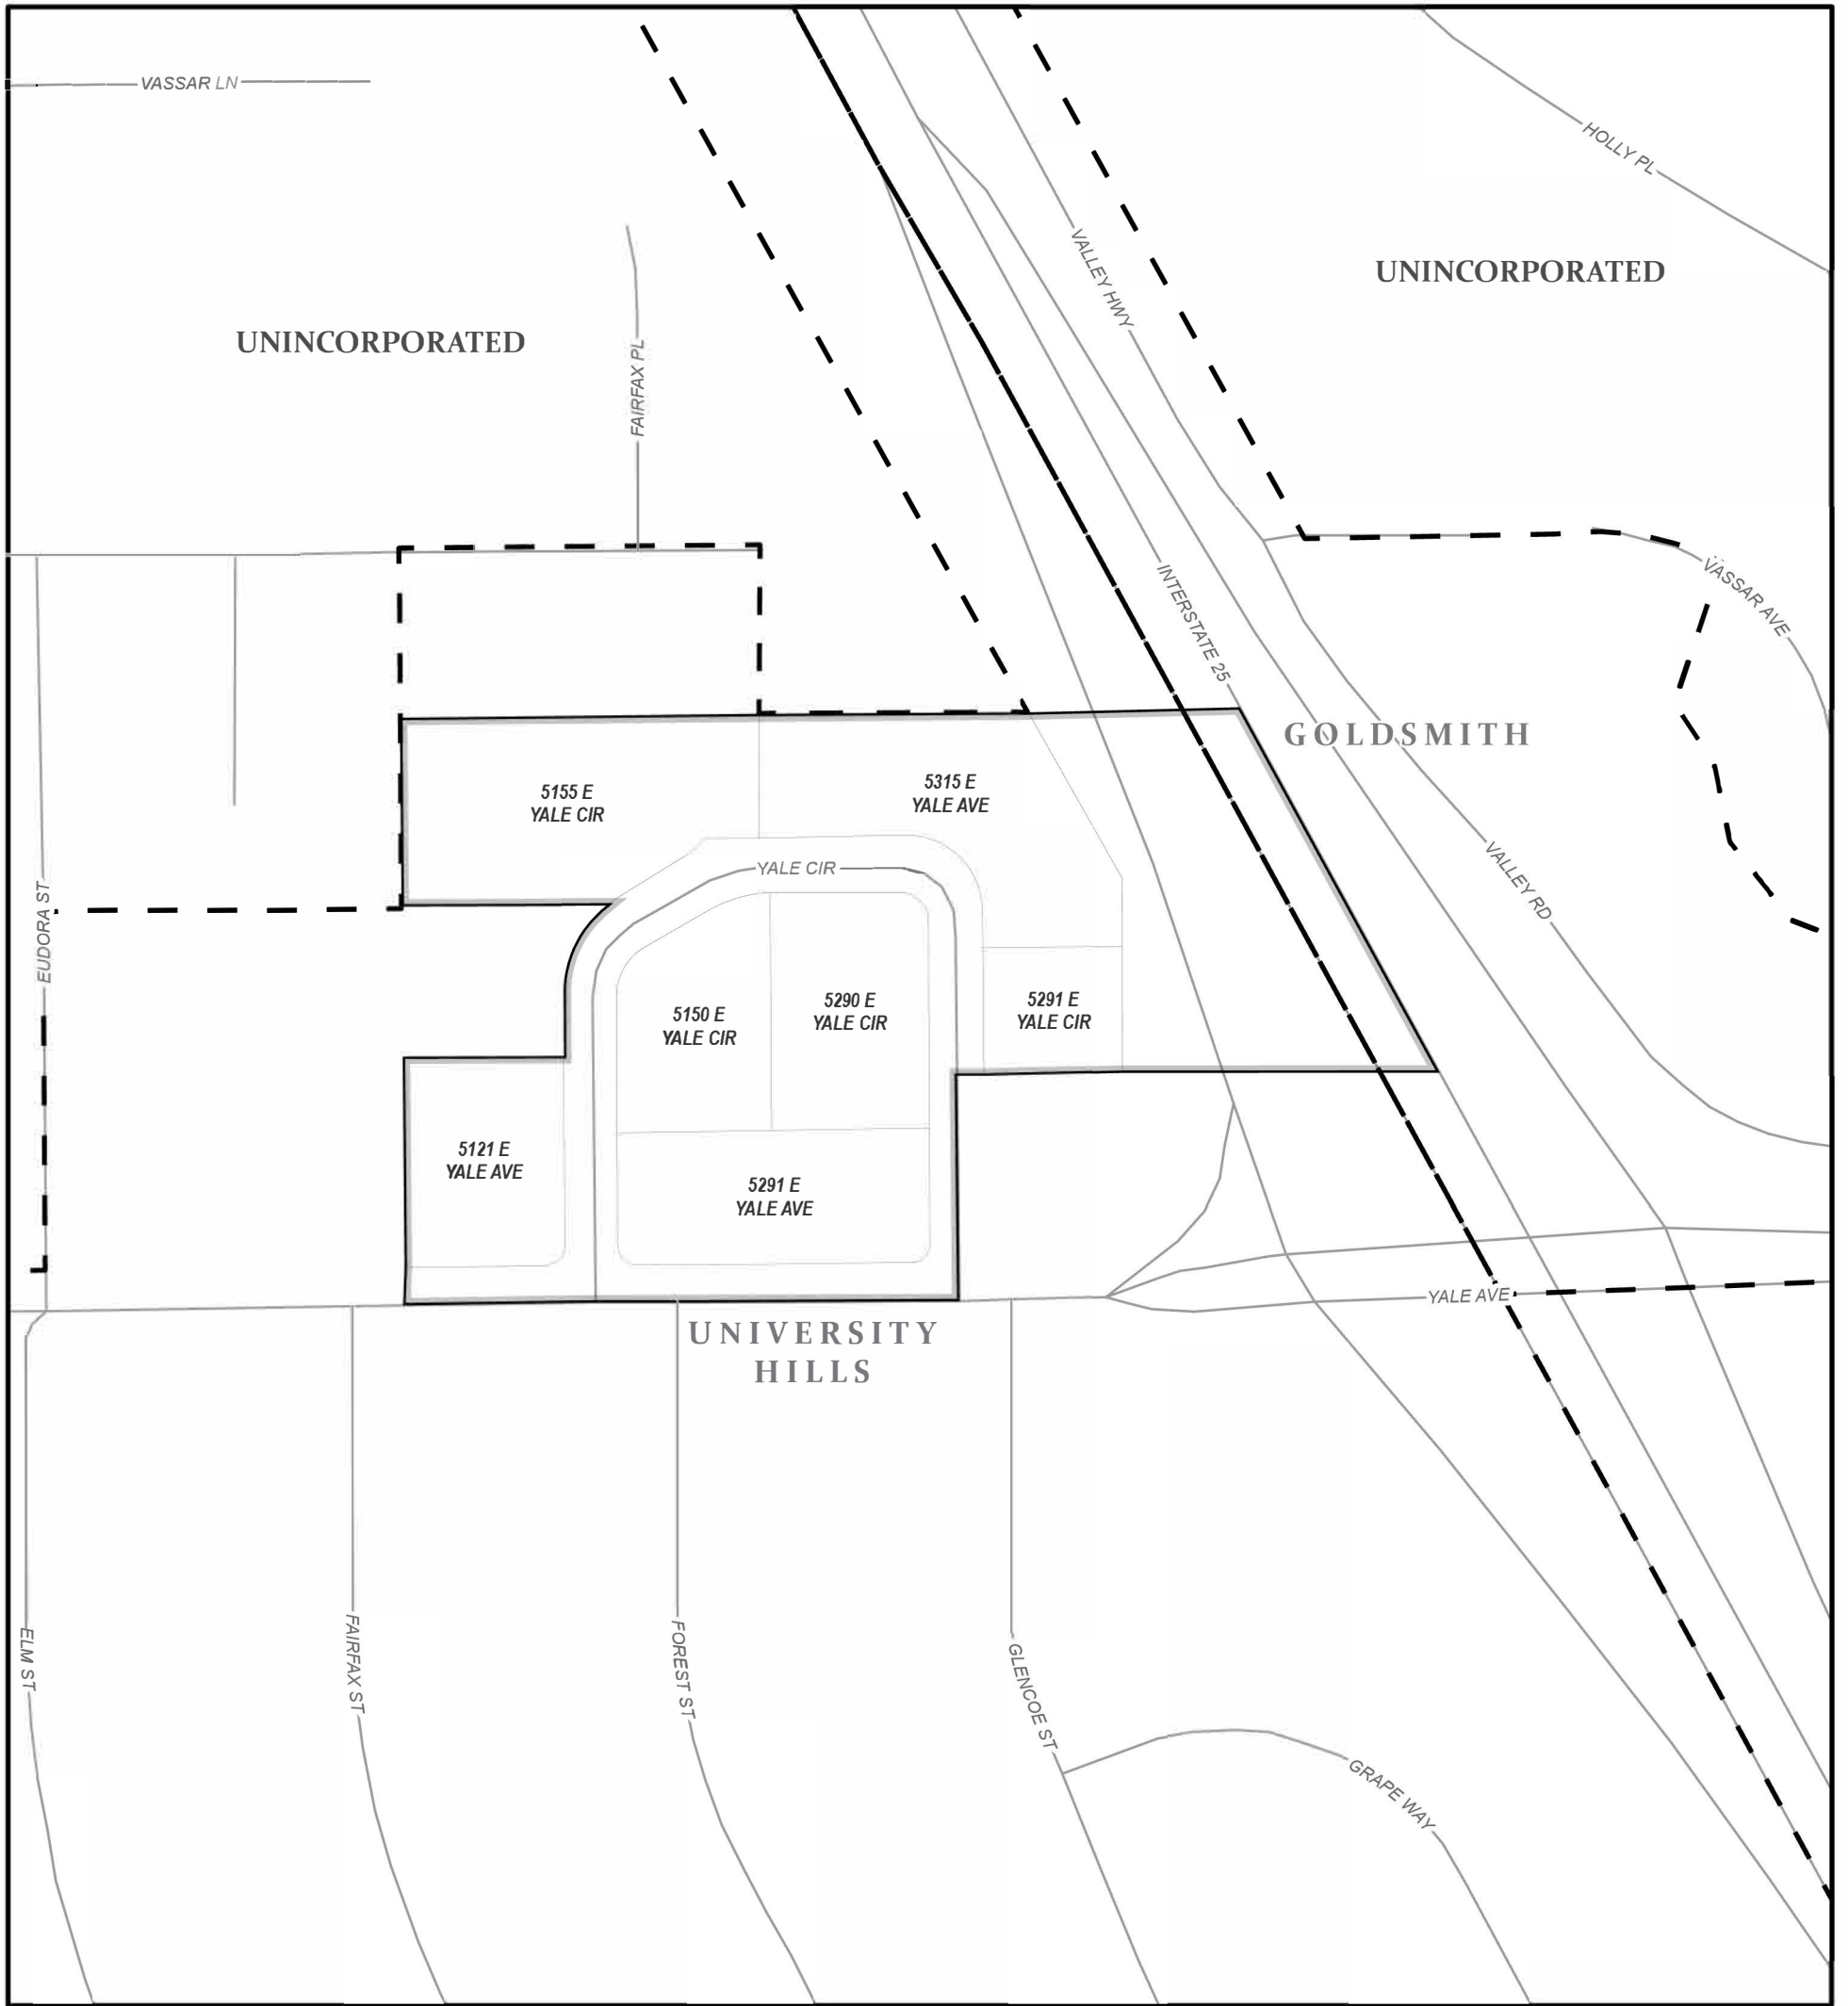 VASSAR LN
HOLLY PL
VALLEY HWY
UNINCORPORATED
UNINCORPORATED
FAIRFAX PL
INTERSTATE 25
VASSAR AVE
GOLDSMITH
5155 E
YALE CIR
5315 E
YALE AVE
YALE CIR
VALLEY RD
EUDORA ST
5150 E
YALE CIR
5290 E
YALE CIR
5291 E
YALE CIR
5121 E
YALE AVE
5291 E
YALE AVE
YALE AVE
UNIVERSITY
HILLS
ELM ST
FAIRFAX ST
FOREST ST
GLENCOE ST
GRAPE WAY